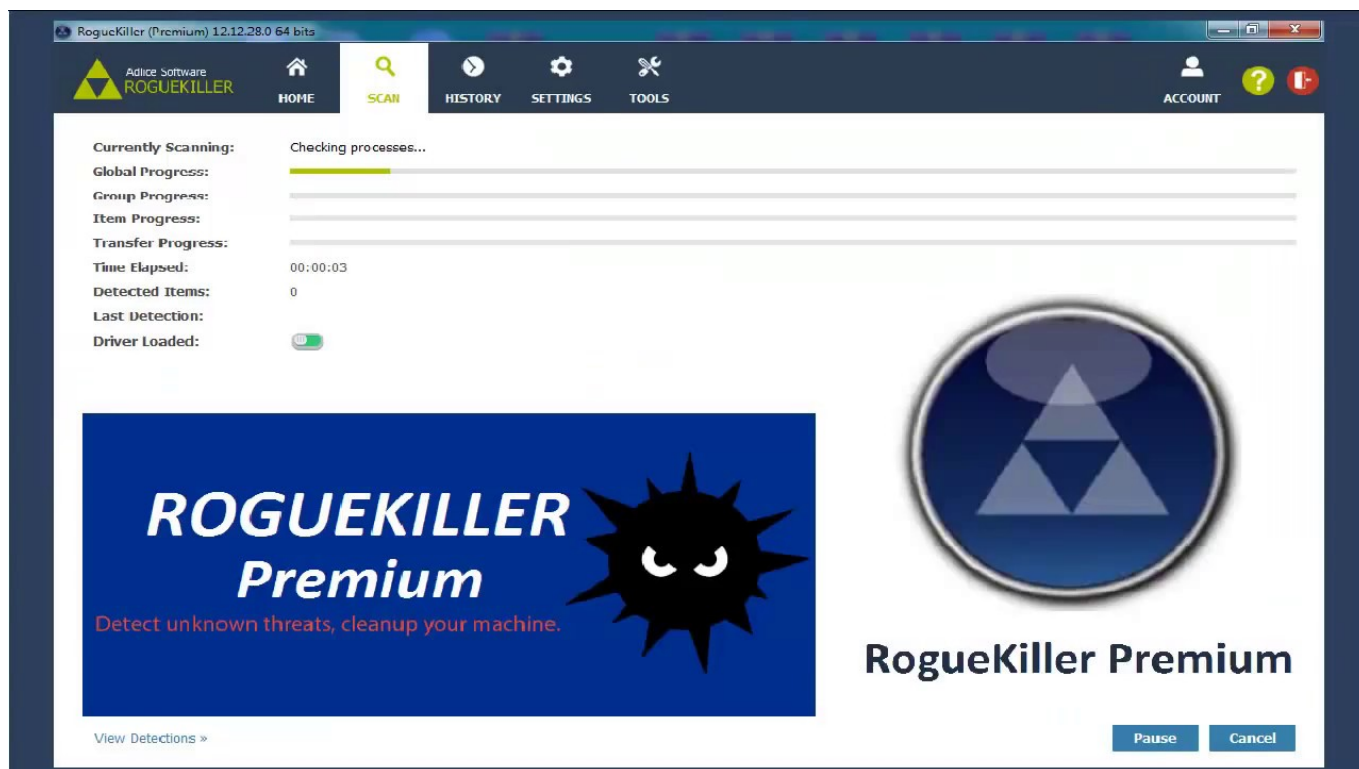 RogueKiller (Premium) 12.12.28.0 64 bits
Adlice Software
ROGUEKILLER
HOME
SCAN
HISTORY
SETTINGS
TOOLS
ACCOUNT
?
Currently Scanning: Checking processes...
Global Progress:
Group Progress:
Item Progress:
Transfer Progress:
Time Elapsed: 00:00:03
Detected Items: 0
Last Detection:
Driver Loaded:
ROGUEKILLER
Premium
Detect unknown threats, cleanup your machine.
RogueKiller Premium
View Detections »
Pause
Cancel